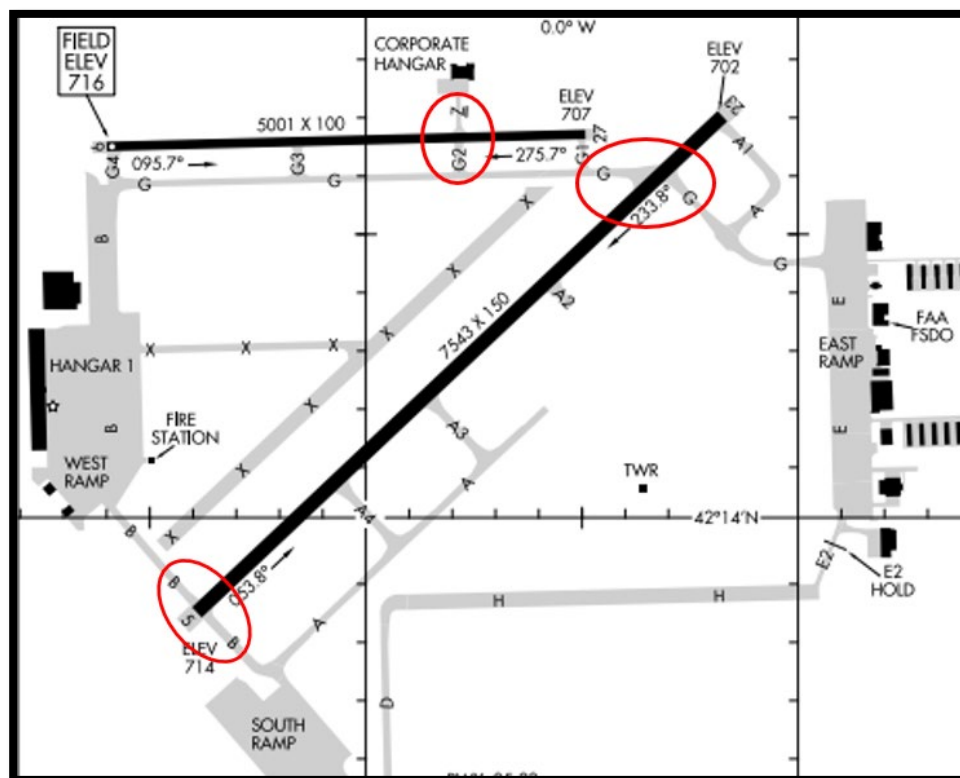 0.0° W
FIELD
ELEV
716
CORPORATE
HANGAR
ELEV
702
ELEV
707
23
5001 X 100
Z
27
9
095.7°
275.7°
G4
G3
G2
G1
A1
G
G
G
G
G
233.8°
A
X
B
X
A2
E
7543 X 150
FAA
FSDO
EAST
RAMP
X
X
X
X
HANGAR 1
X
B
FIRE
STATION
A3
E
WEST
RAMP
X
A
TWR
A4
42°14'N
B
X
E2
E2
HOLD
B
053.8°
5
H
H
A
B
ELEV
714
D
SOUTH
RAMP